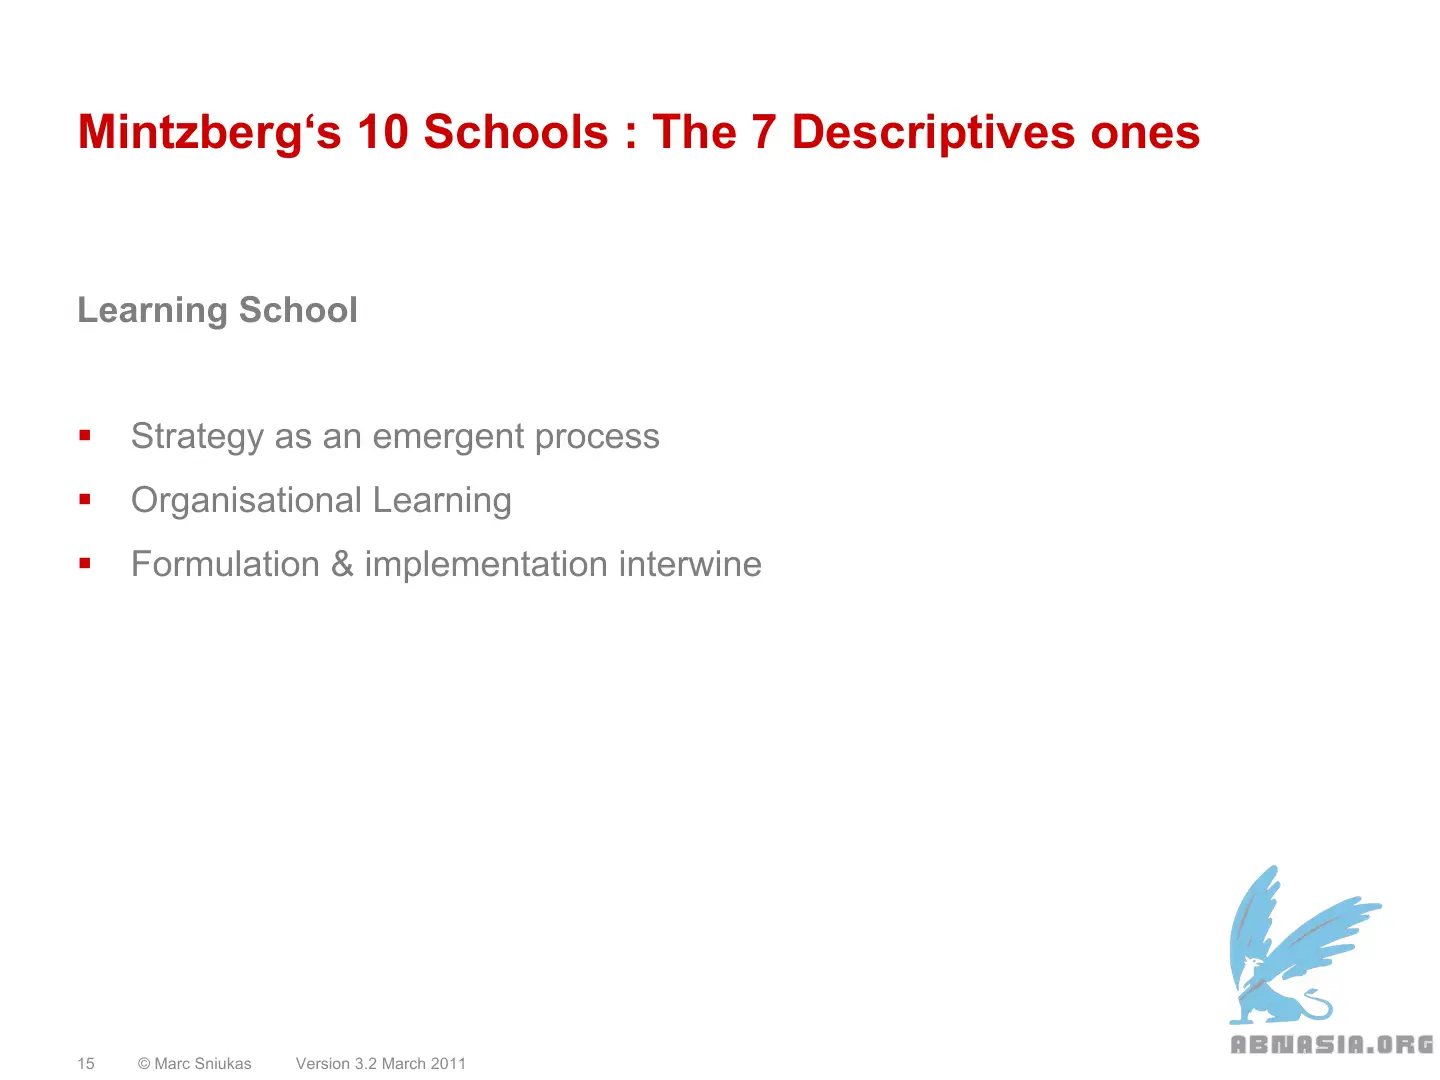 Mintzberg‘s 10 Schools : The 7 Descriptives ones
Learning School
▪ Strategy as an emergent process
▪ Organisational Learning
▪ Formulation & implementation interwine
ABNASIA.ORG
15 © Marc Sniukas Version 3.2 March 2011